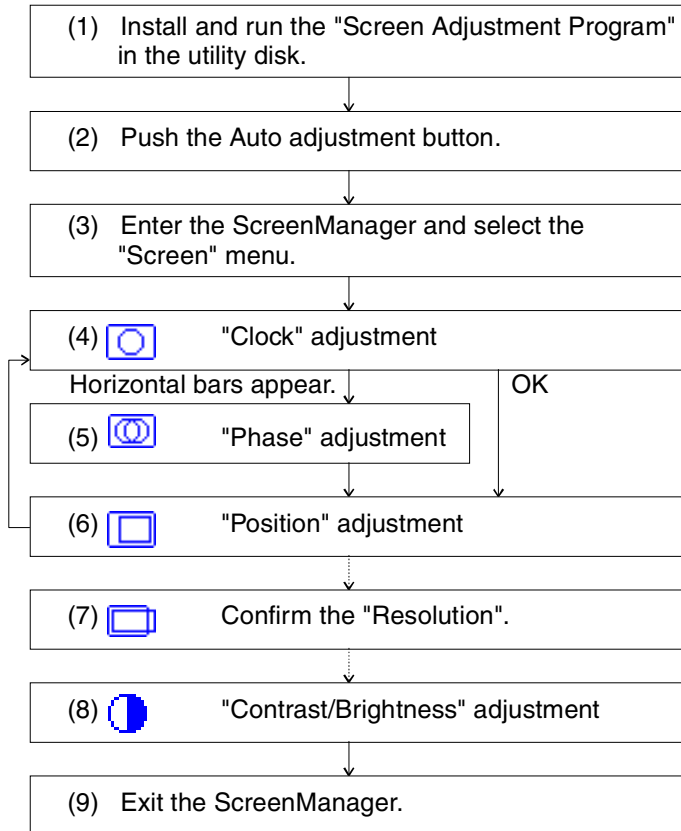 (1) Install and run the "Screen Adjustment Program"
in the utility disk.
(2) Push the Auto adjustment button.
(3) Enter the ScreenManager and select the
"Screen" menu.
(4) "Clock" adjustment
Horizontal bars appear. OK
(5) "Phase" adjustment
(6) "Position" adjustment
(7) Confirm the "Resolution".
(8) "Contrast/Brightness" adjustment
(9) Exit the ScreenManager.